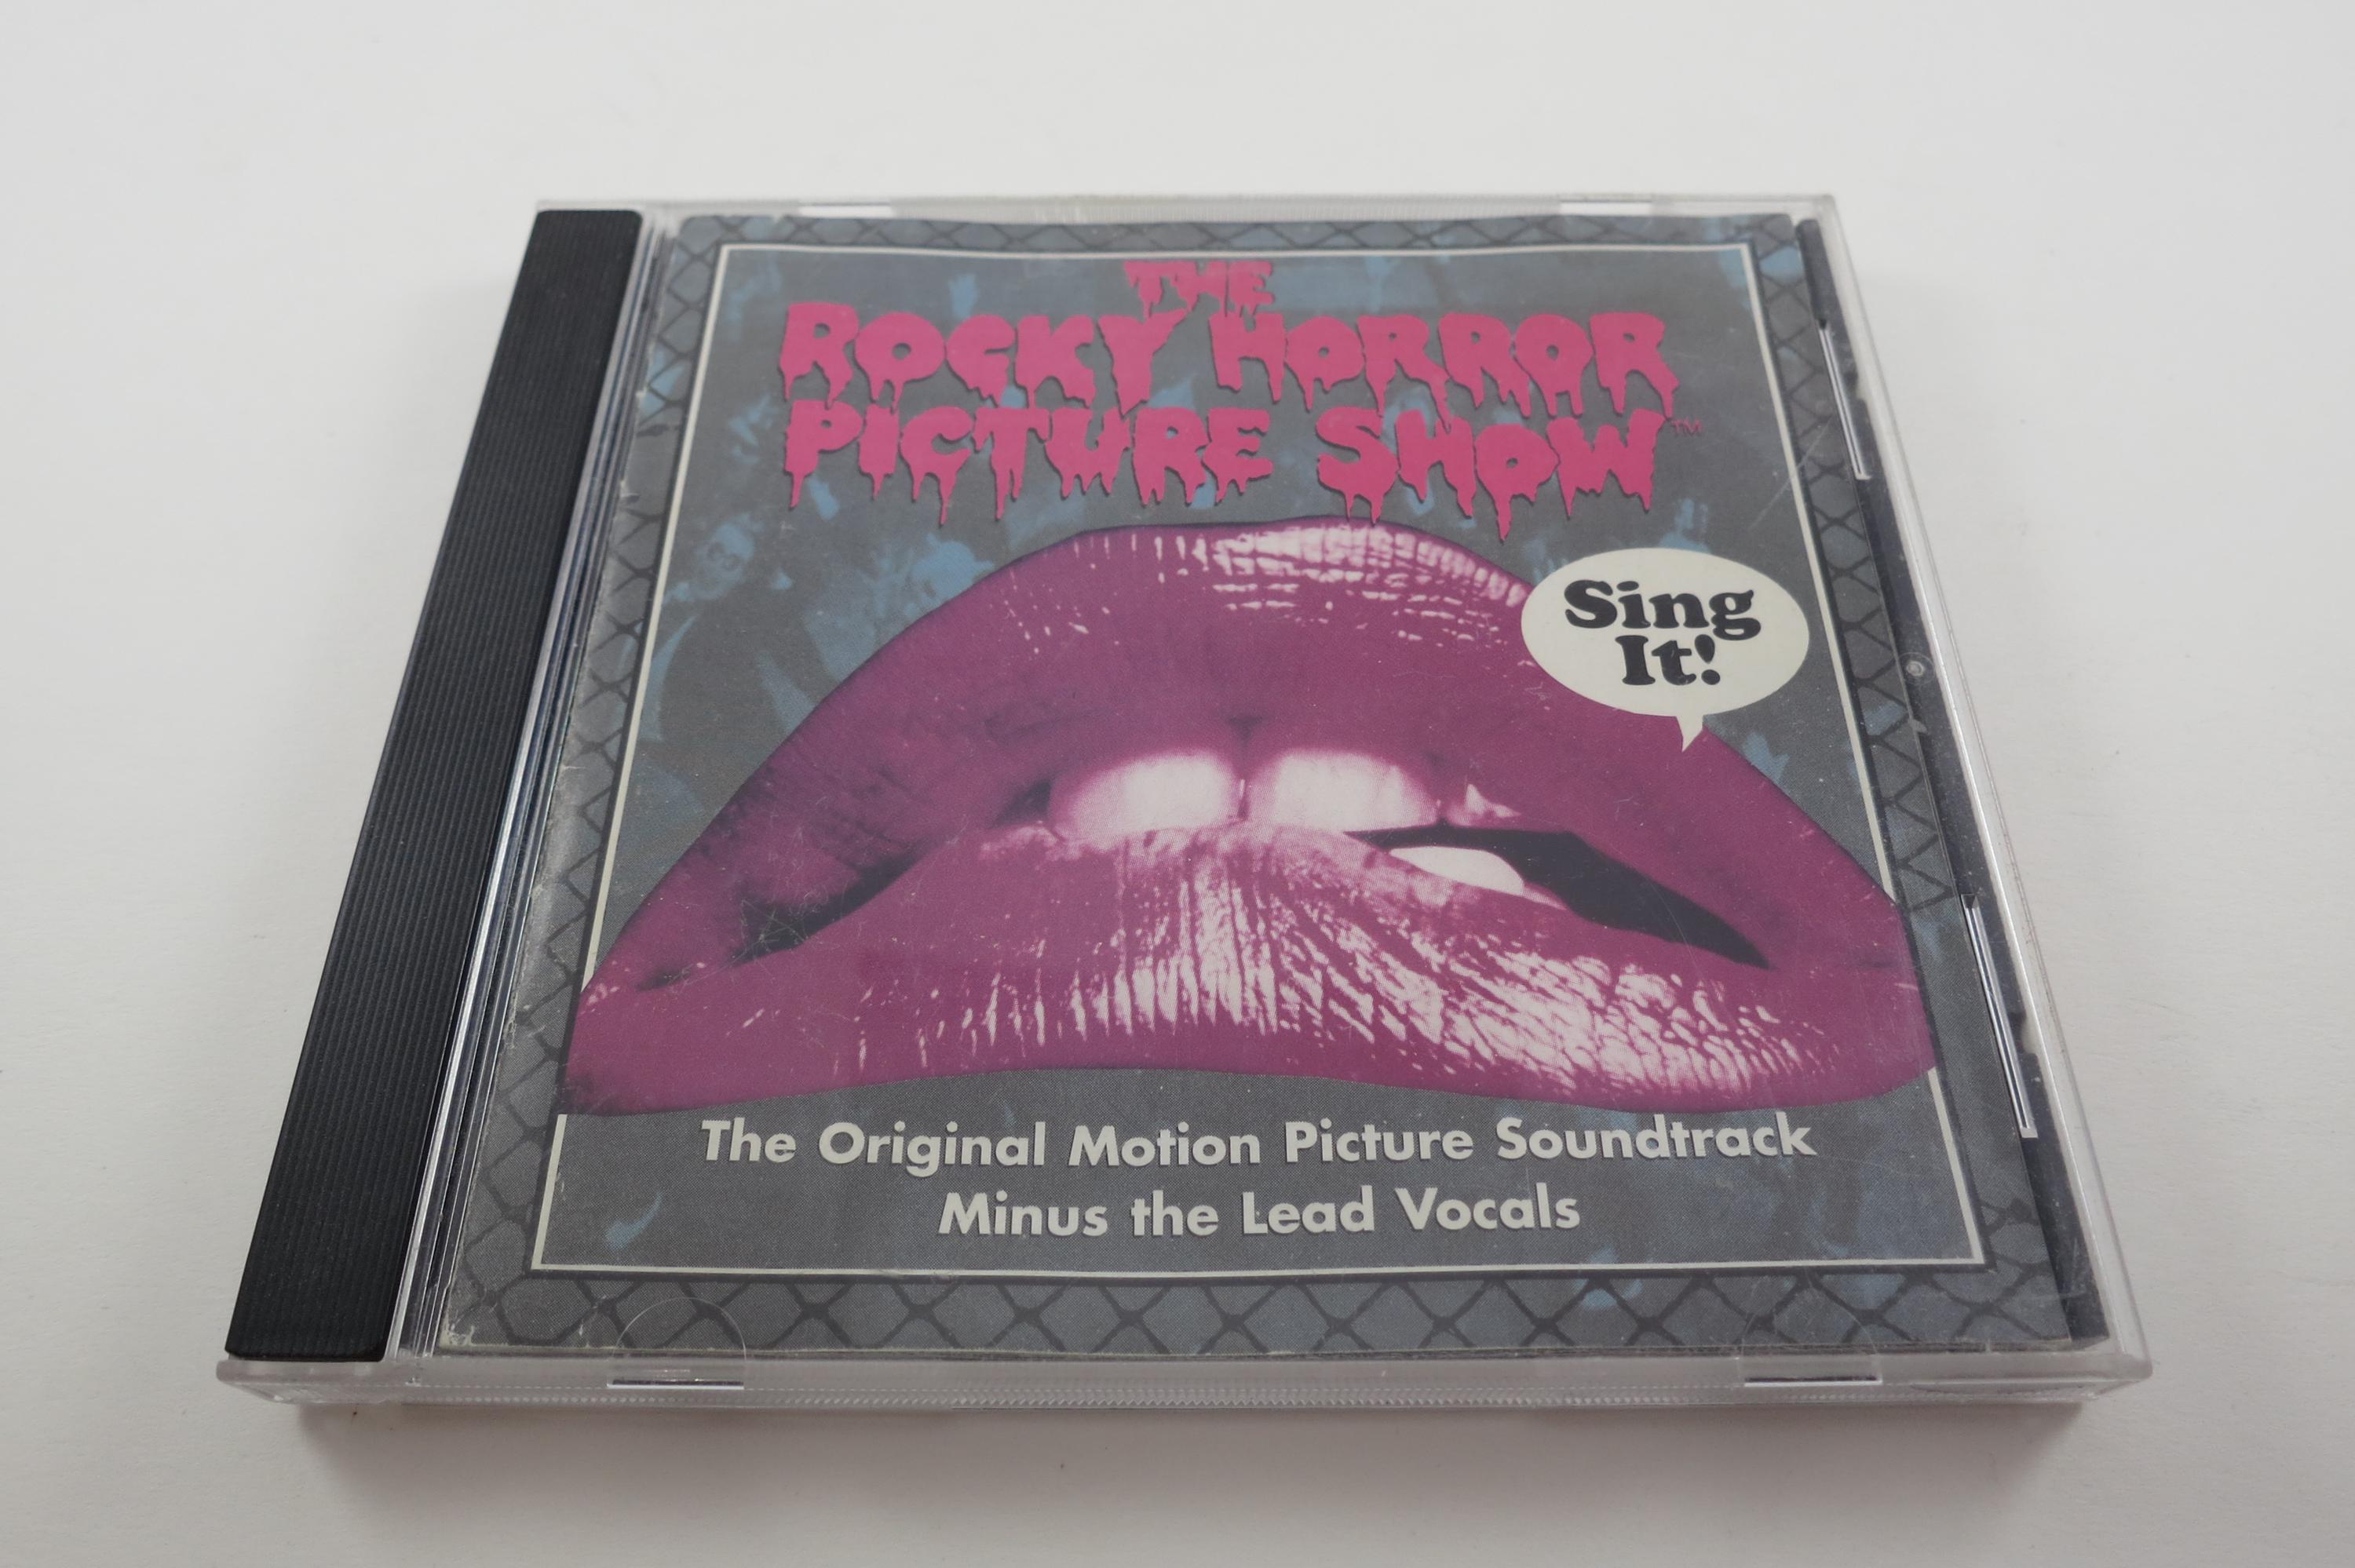 THE
ROCKY HORROR
PICTURE SHOW™
Sing
It!
The Original Motion Picture Soundtrack
Minus the Lead Vocals